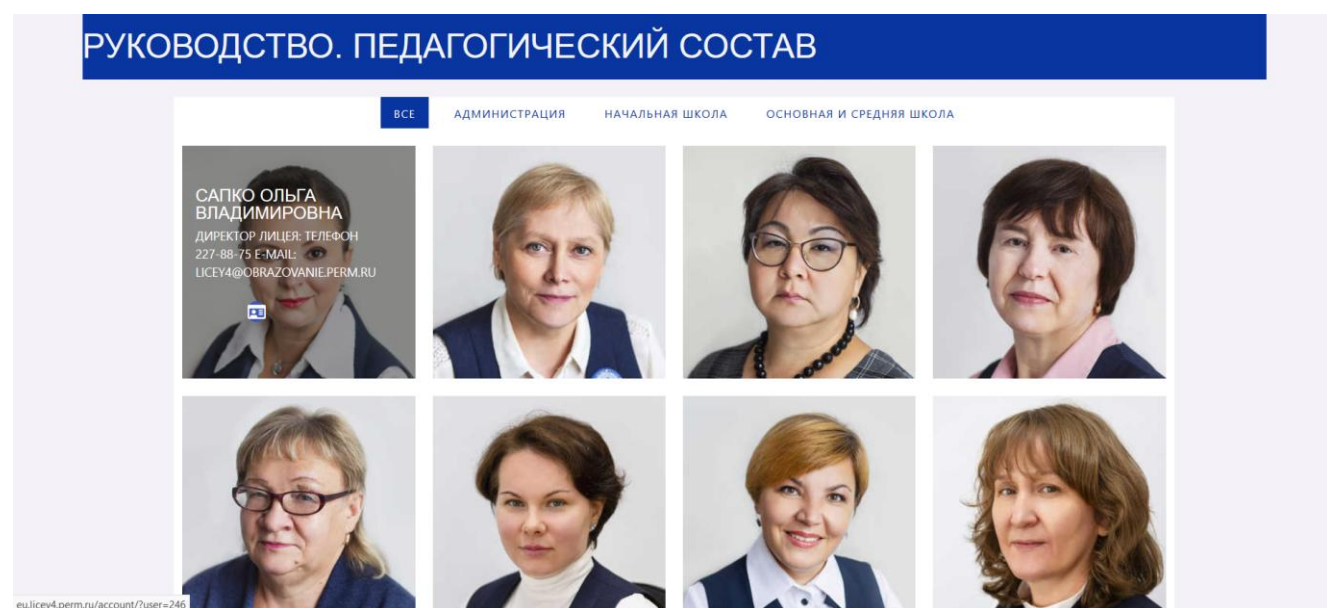 РУКОВОДСТВО. ПЕДАГОГИЧЕСКИЙ СОСТАВ
ВСЕ АДМИНИСТРАЦИЯ НАЧАЛЬНАЯ ШКОЛА ОСНОВНАЯ И СРЕДНЯЯ ШКОЛА
САПКО ОЛЬГА
ВЛАДИМИРОВНА
ДИРЕКТОР ЛИЦЕЯ: ТЕЛЕФОН
227-88-75 E-MAIL:
LICEY4@OBRAZOVANIE.PERM.RU
eu.licey4.perm.ru/account/?user=246